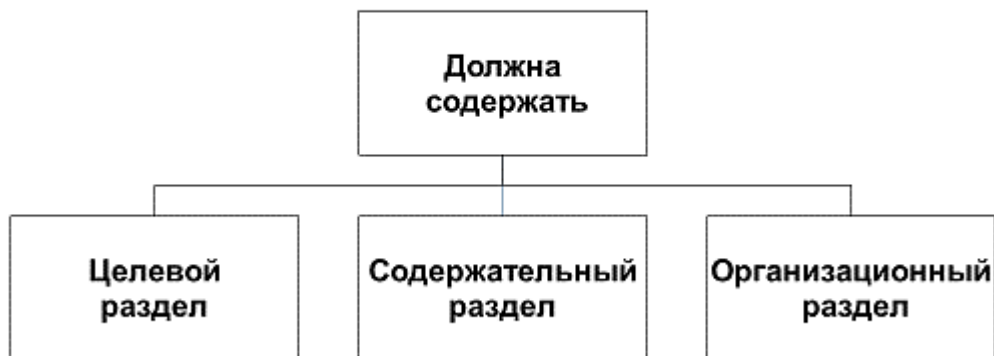 Должна
содержать
Целевой
раздел
Содержательный
раздел
Организационный
раздел